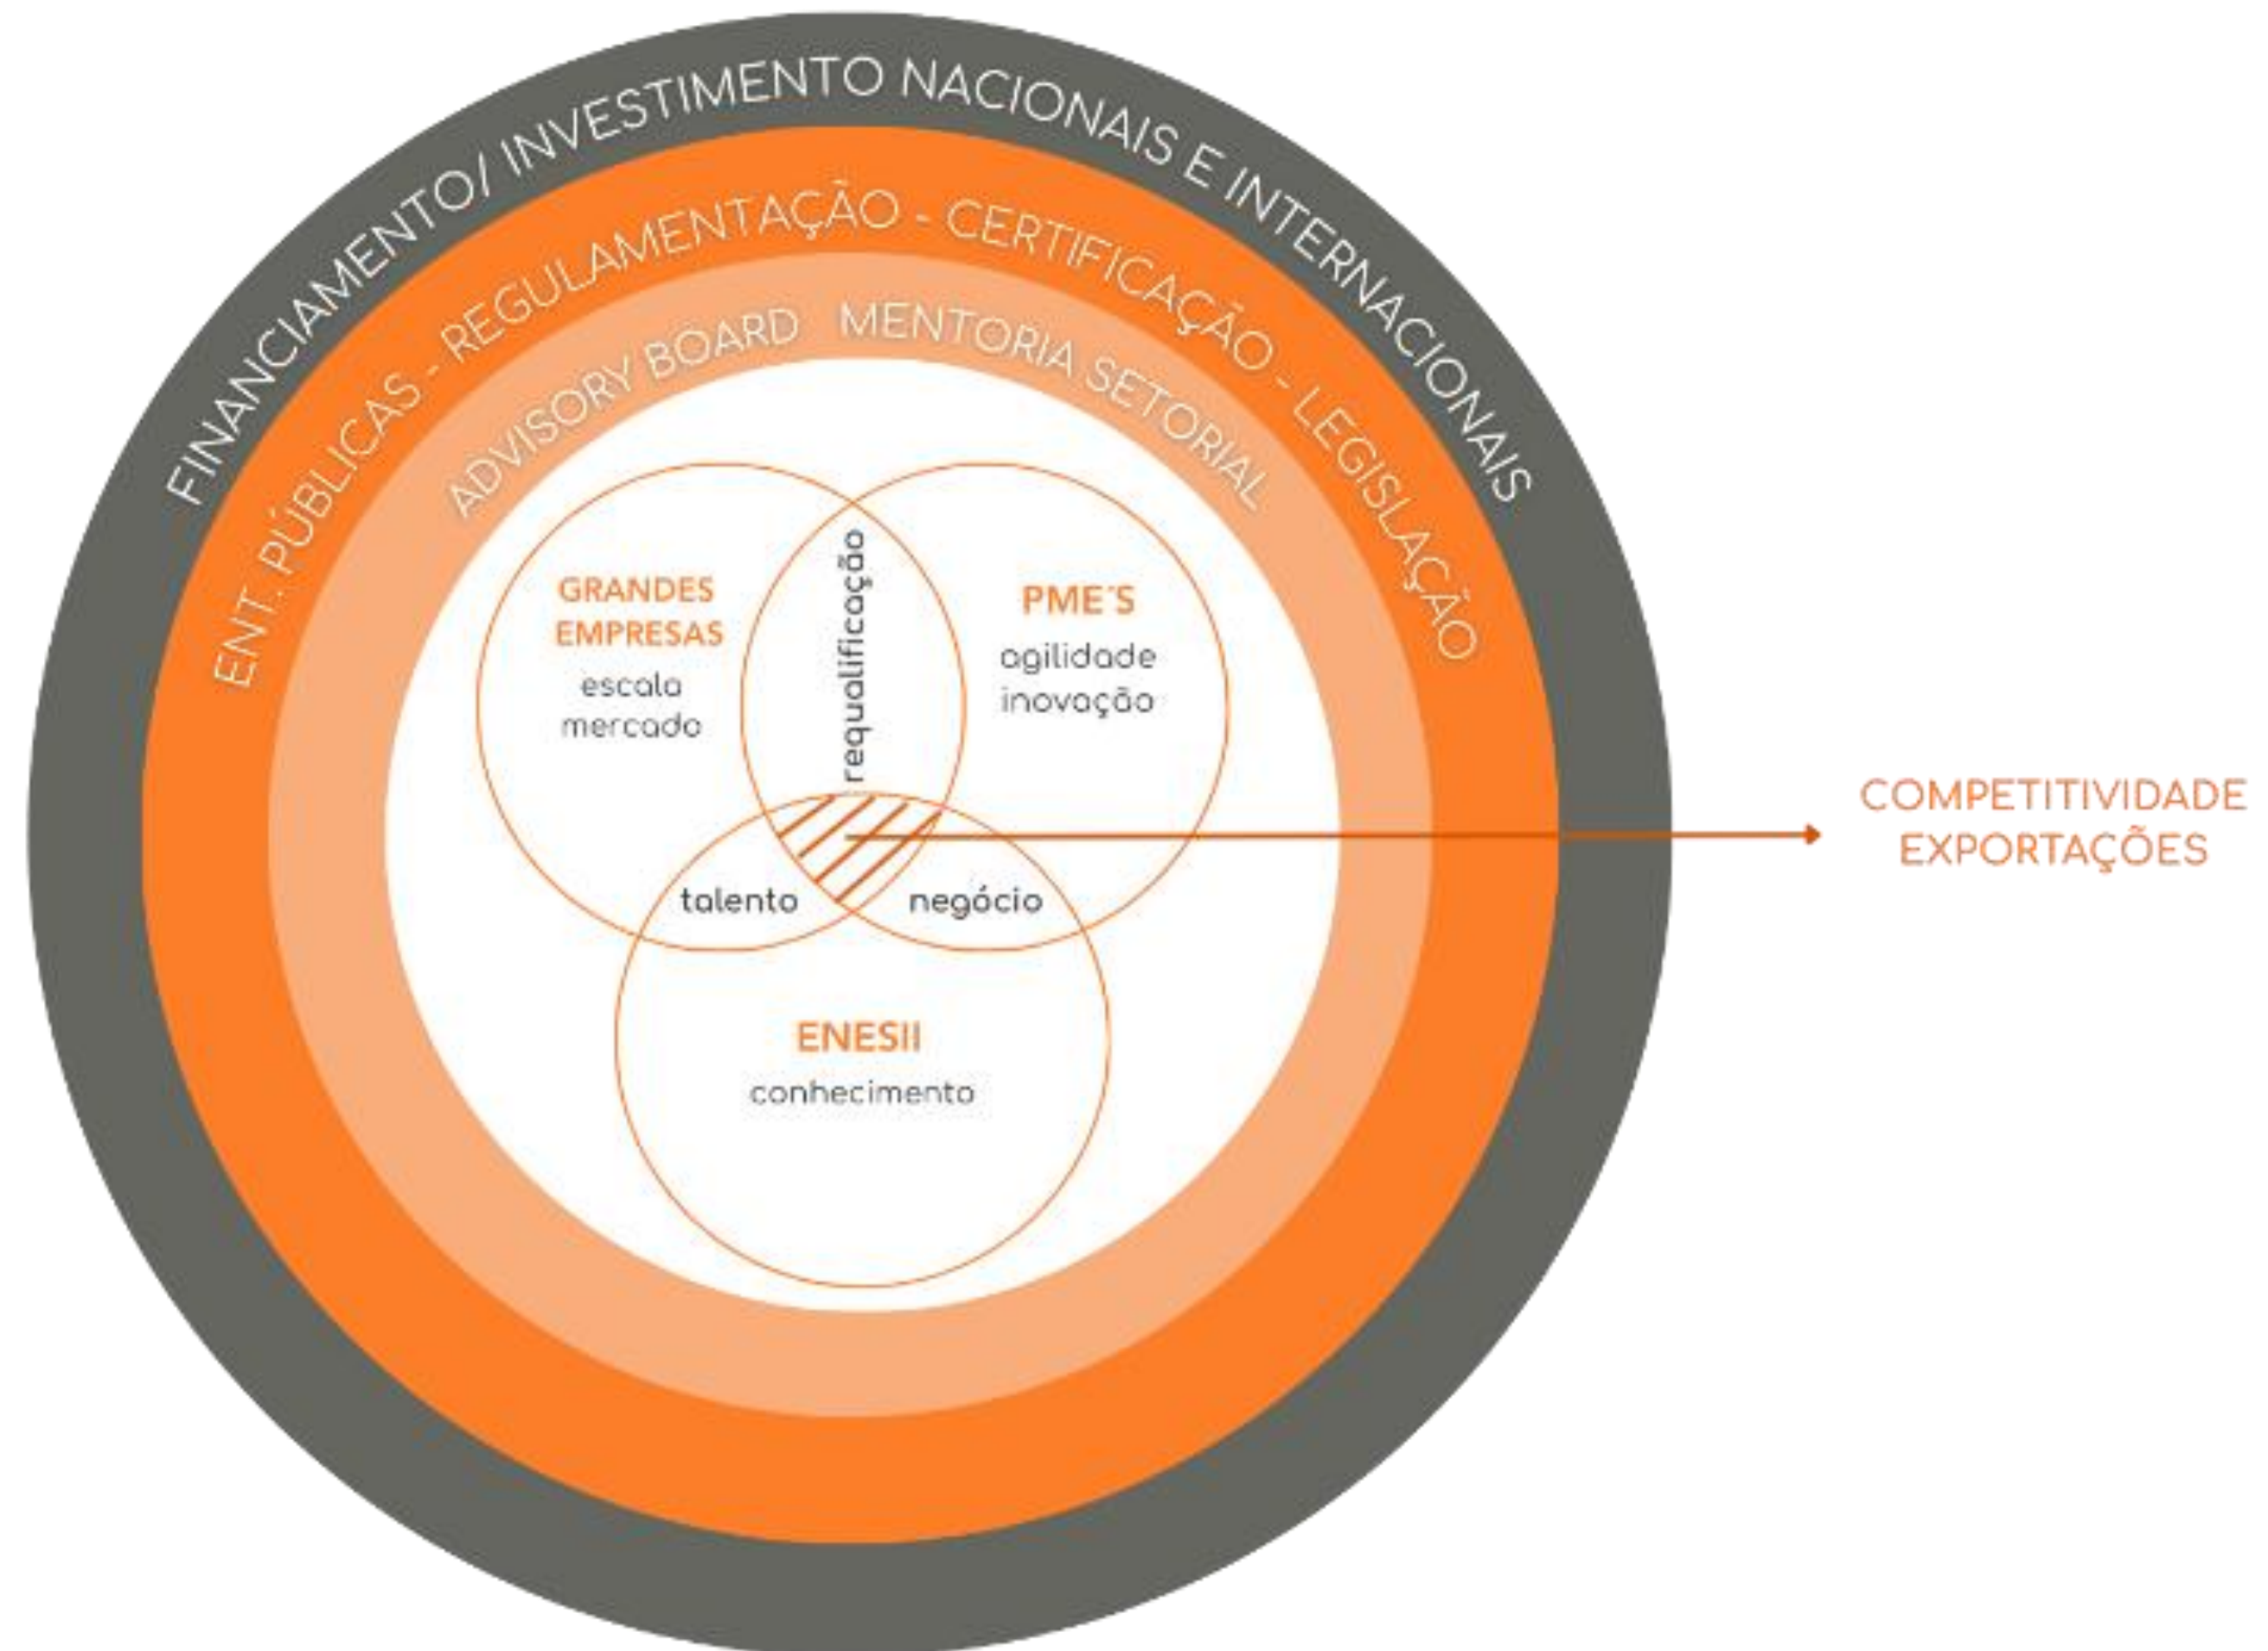 FINANCIAMENTO/ INVESTIMENTO NACIONAIS E INTERNACIONAIS
ENT. PÚBLICAS - REGULAMENTAÇÃO - CERTIFICAÇÃO - LEGISLAÇÃO
ADVISORY BOARD MENTORIA SETORIAL
GRANDES
EMPRESAS
escala
mercado
requalificação
PME´S
agilidade
inovação
talento
negócio
ENESII
conhecimento
COMPETITIVIDADE
EXPORTAÇÕES